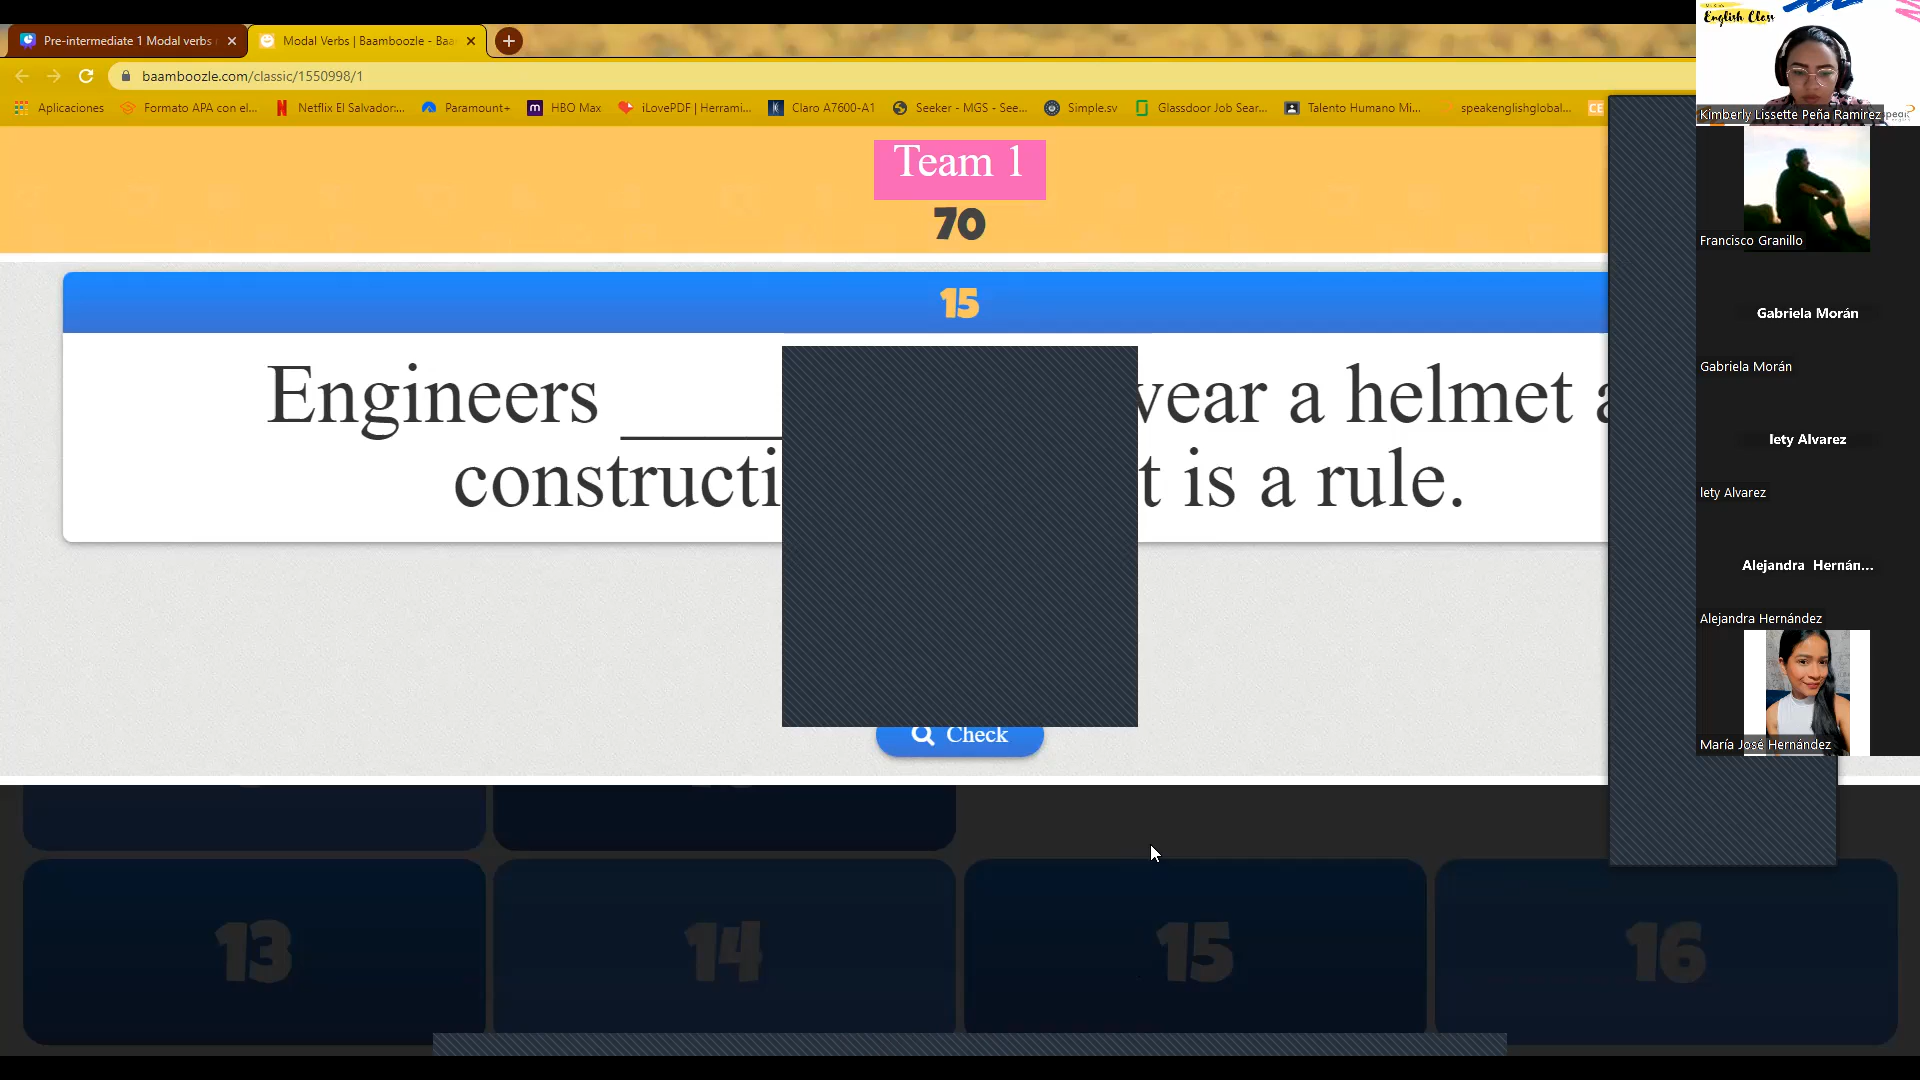 Pre-intermediate 1 Modal verbs
Modal Verbs | Baamboozle - Baa
baamboozle.com/classic/1550998/1
Aplicaciones
Formato APA con el...
Netflix El Salvador:...
Paramount+
HBO Max
iLovePDF | Herrami...
Claro A7600-A1
Seeker - MGS - See...
Simple.sv
Glassdoor Job Sear...
Talento Humano Mi...
speakenglishglobal...
CE
English Class
Kimberly Lissette Peña Ramirez
Team 1
70
15
Engineers ____ wear a helmet
constructi t is a rule.
Check
13
14
15
16
Francisco Granillo
Gabriela Morán
Gabriela Morán
lety Alvarez
lety Alvarez
Alejandra Hernán...
Alejandra Hernández
María José Hernández